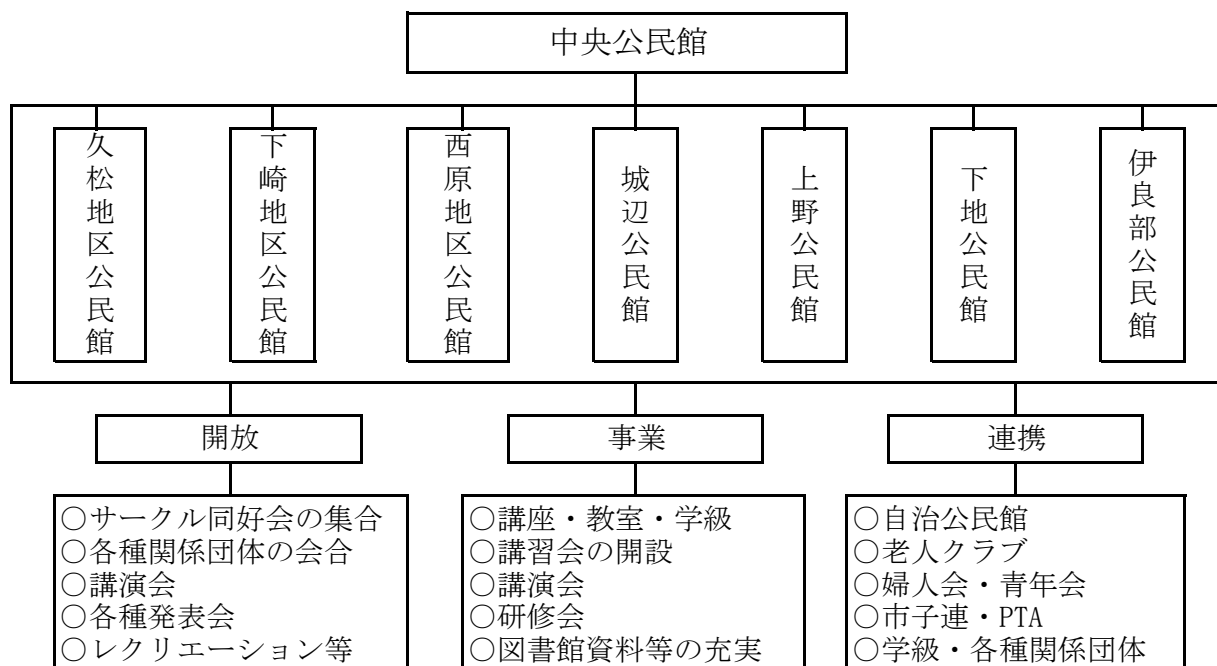 中央公民館
久松地区公民館
下崎地区公民館
西原地区公民館
城辺公民館
上野公民館
下地公民館
伊良部公民館
開放
事業
連携
○サークル同好会の集合
○各種関係団体の会合
○講演会
○各種発表会
○レクリエーション等
○講座・教室・学級
○講習会の開設
○講演会
○研修会
○図書館資料等の充実
○自治公民館
○老人クラブ
○婦人会・青年会
○市子連・PTA
○学級・各種関係団体